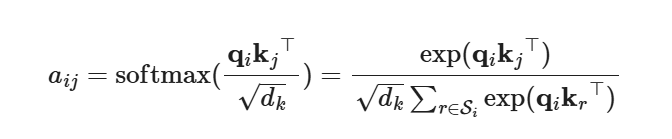 $a_{ij} = \text{softmax}(\frac{\mathbf{q}_i {\mathbf{k}_j}^\top}{\sqrt{d_k}}) = \frac{\exp(\mathbf{q}_i {\mathbf{k}_j}^\top)}{\sqrt{d_k} \sum_{r \in \mathcal{S}_i} \exp(\mathbf{q}_i {\mathbf{k}_r}^\top)}$